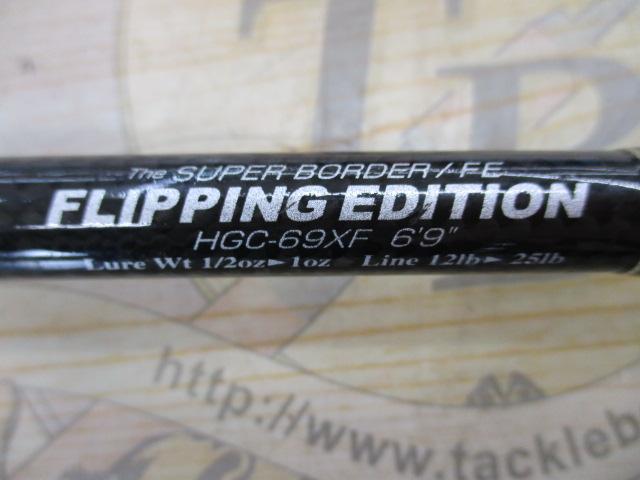 TB
The SUPER BORDER/FE
FLIPPING EDITION
HGC-69XF 6'9"
Lure Wt 1/2oz►1oz Line 12lb►25lb
http://www.tackleb